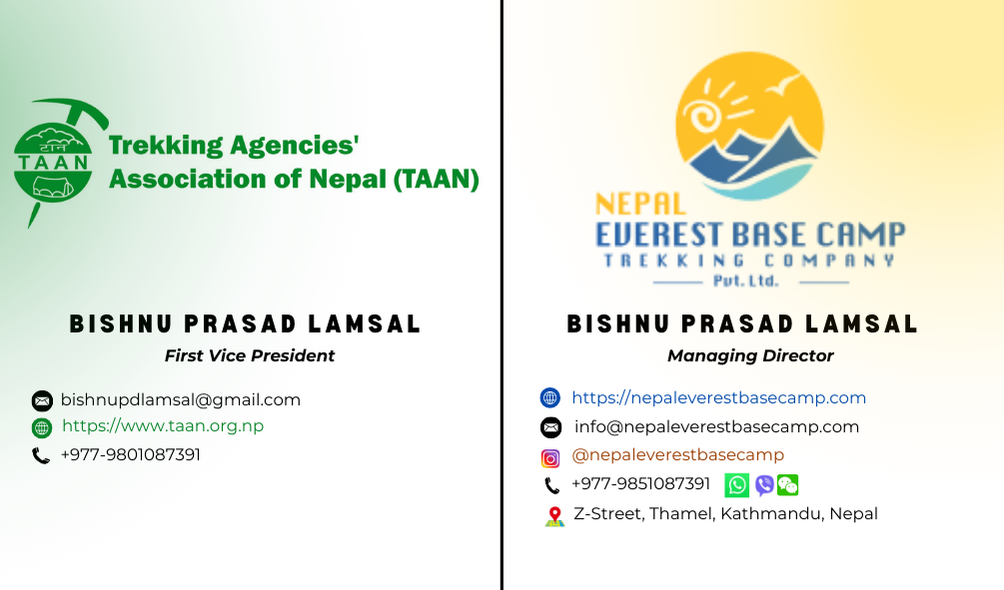 टान
TAAN
Trekking Agencies'
Association of Nepal (TAAN)
BISHNU PRASAD LAMSAL
First Vice President
bishnupdlamsal@gmail.com
https://www.taan.org.np
+977-9801087391
NEPAL
EVEREST BASE CAMP
TREKKING COMPANY
Pvt. Ltd.
BISHNU PRASAD LAMSAL
Managing Director
https://nepaleverestbasecamp.com
info@nepaleverestbasecamp.com
@nepaleverestbasecamp
+977-9851087391
Z-Street, Thamel, Kathmandu, Nepal